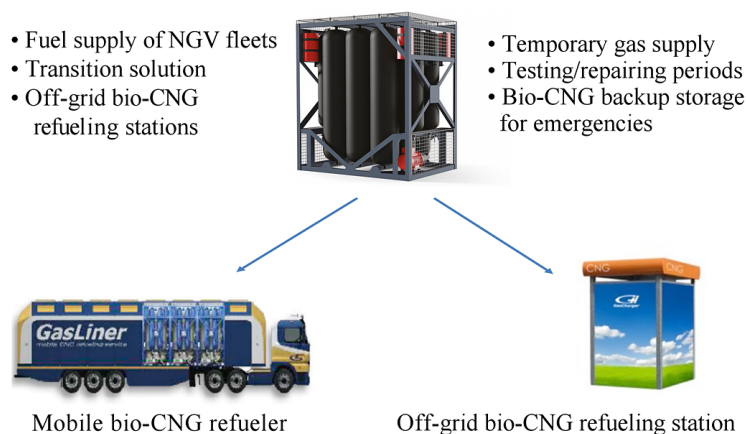 • Fuel supply of NGV fleets
• Transition solution
• Off-grid bio-CNG
refueling stations
• Temporary gas supply
• Testing/repairing periods
• Bio-CNG backup storage
for emergencies
GasLiner
mobile CNG refueling service
CNG
CNG
GasCharger
Mobile bio-CNG refueler
Off-grid bio-CNG refueling station